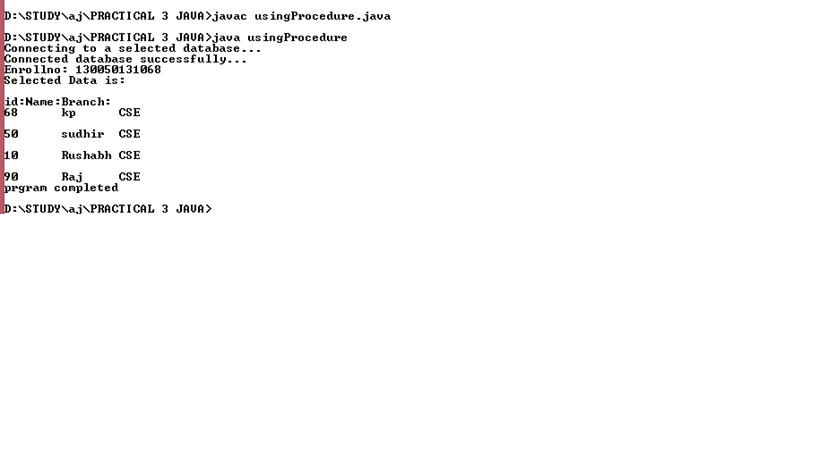 D:\STUDY\aj\PRACTICAL 3 JAVA>javac usingProcedure.java
D:\STUDY\aj\PRACTICAL 3 JAVA>java usingProcedure
Connecting to a selected database...
Connected database successfully...
Enrollno: 130050131068
Selected Data is:
id:Name:Branch:
68 kp CSE
50 sudhir CSE
10 Rushabh CSE
90 Raj CSE
prgram completed
D:\STUDY\aj\PRACTICAL 3 JAVA>